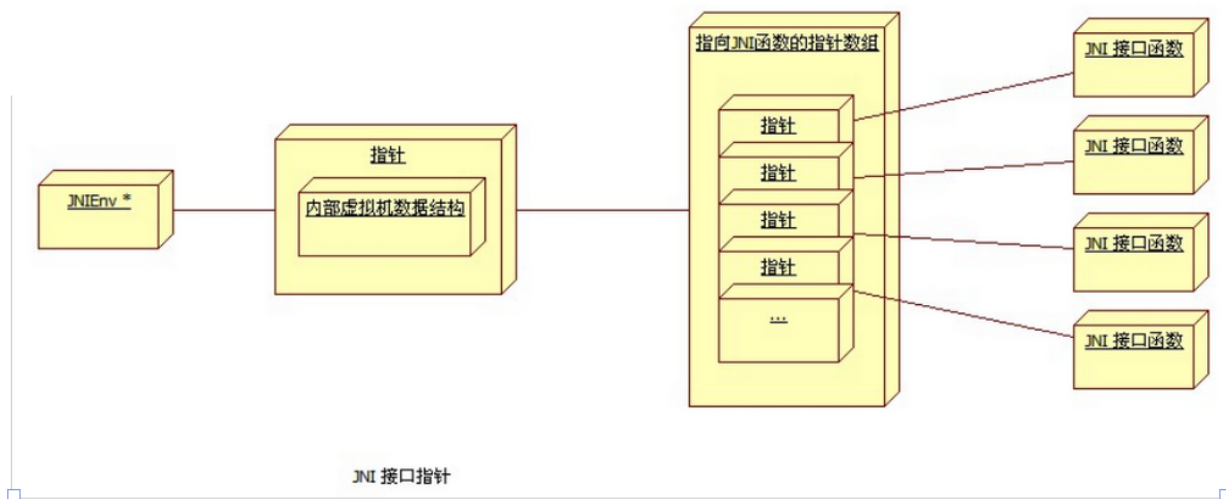 JNIEnv *
指针
内部虚拟机数据结构
指向JNI函数的指针数组
指针
指针
指针
指针
...
JNI 接口函数
JNI 接口函数
JNI 接口函数
JNI 接口函数
JNI 接口指针